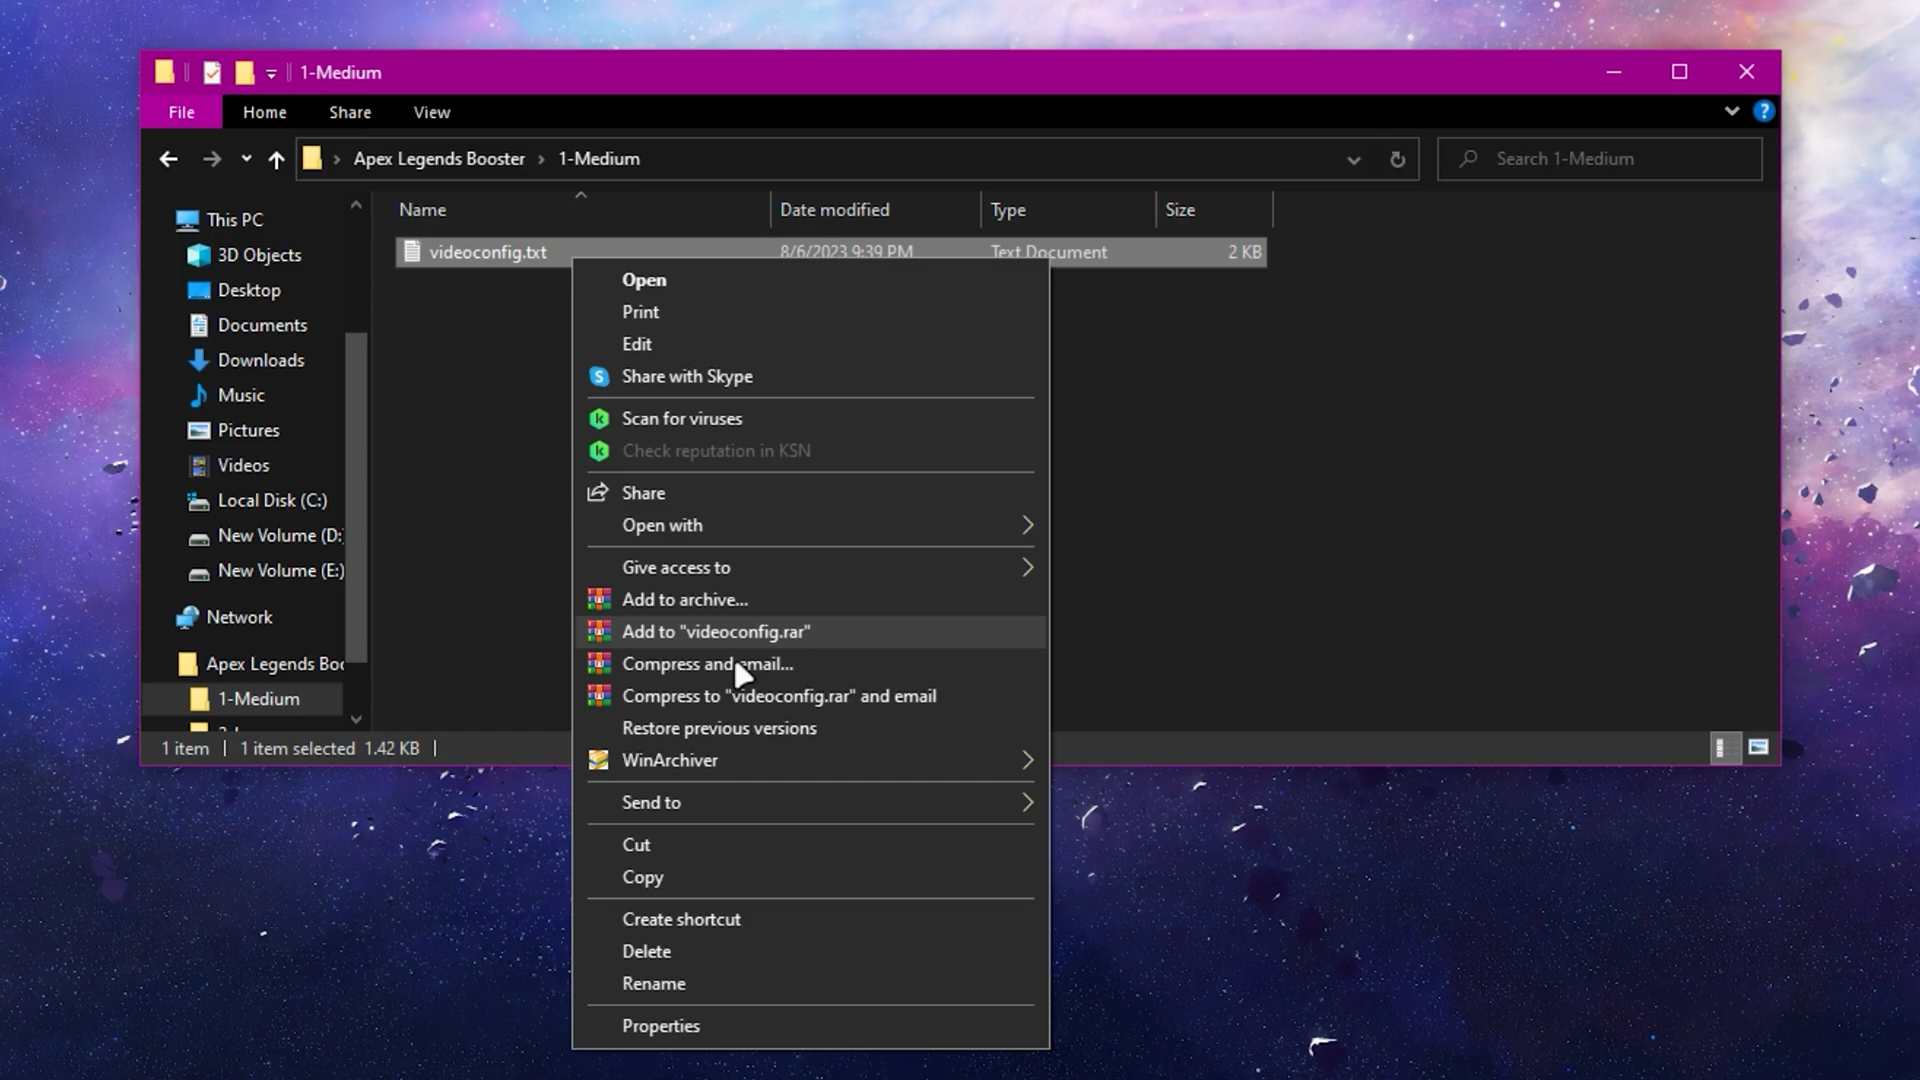 1-Medium
File Home Share View
Apex Legends Booster 1-Medium Search 1-Medium
Name Date modified Type Size
videoconfig.txt 8/6/2023 9:39 PM Text Document 2 KB
This PC
3D Objects
Desktop
Documents
Downloads
Music
Pictures
Videos
Local Disk (C:)
New Volume (D:
New Volume (E:)
Network
Apex Legends Boo
1-Medium
1 item 1 item selected 1.42 KB
Open
Print
Edit
Share with Skype
Scan for viruses
Check reputation in KSN
Share
Open with
Give access to
Add to archive...
Add to "videoconfig.rar"
Compress and email...
Compress to "videoconfig.rar" and email
Restore previous versions
WinArchiver
Send to
Cut
Copy
Create shortcut
Delete
Rename
Properties